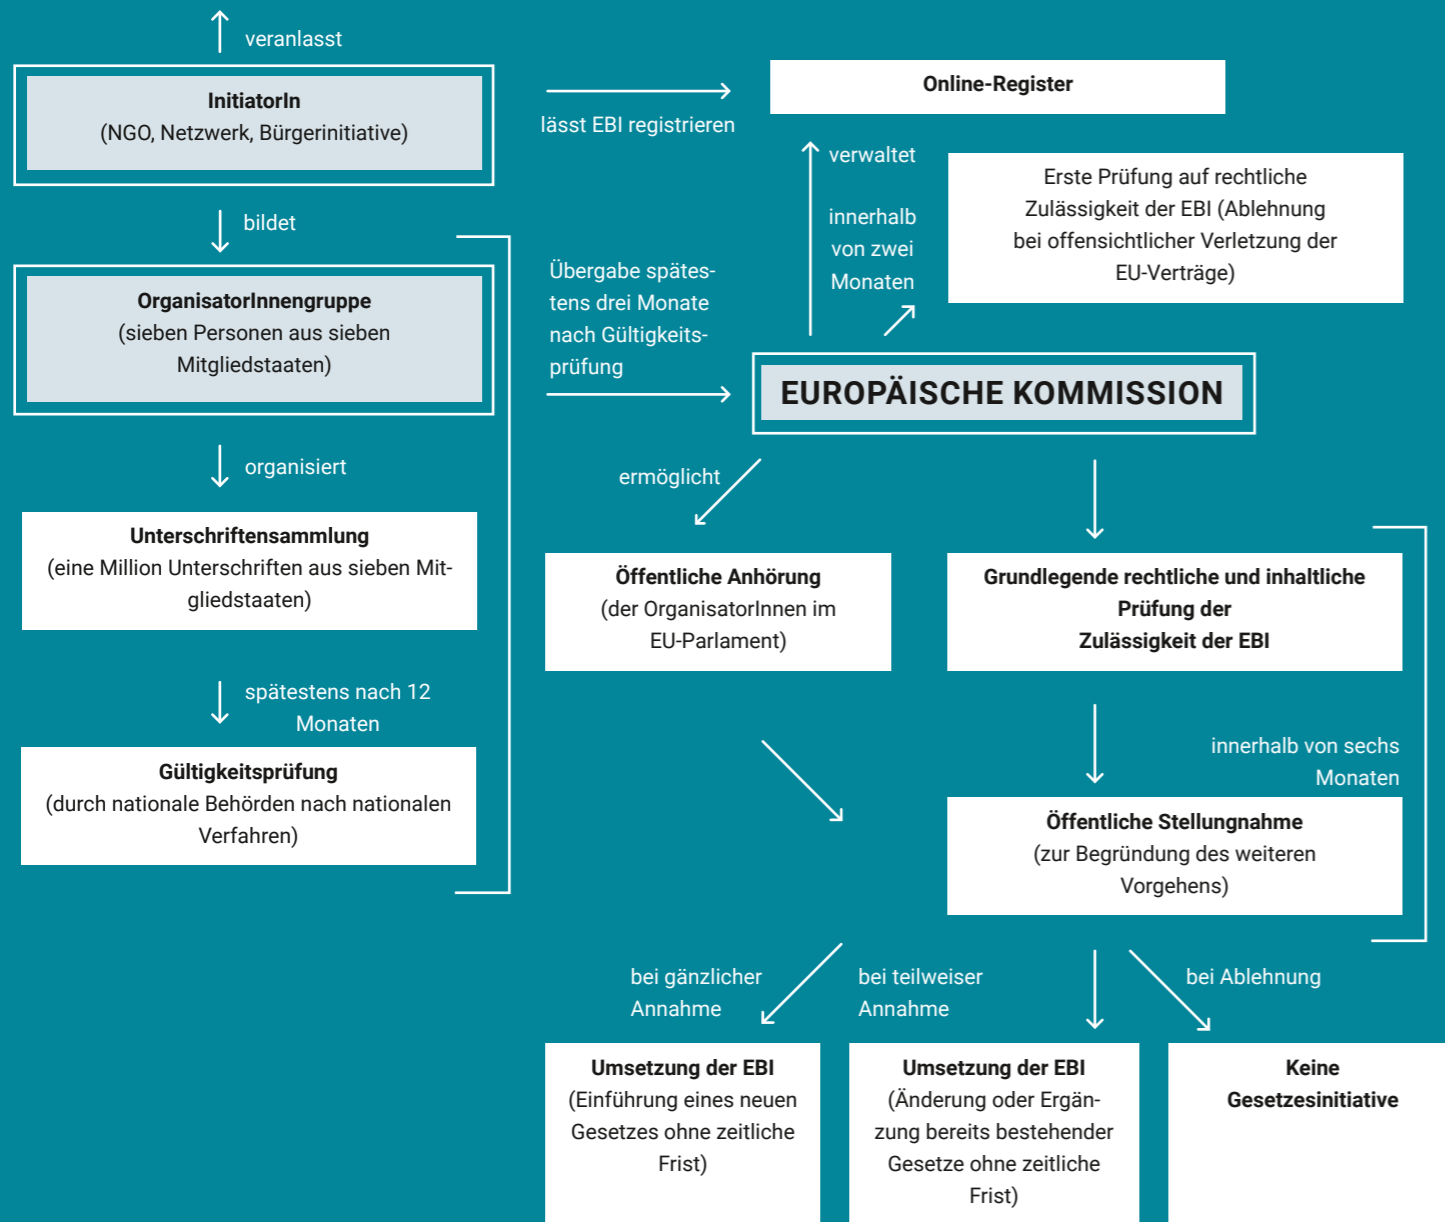 veranlasst
InitiatorIn
(NGO, Netzwerk, Bürgerinitiative)
lässt EBI registrieren
Online-Register
verwaltet
innerhalb
von zwei
Monaten
Erste Prüfung auf rechtliche
Zulässigkeit der EBI (Ablehnung
bei offensichtlicher Verletzung der
EU-Verträge)
bildet
OrganisatorInnengruppe
(sieben Personen aus sieben
Mitgliedstaaten)
Übergabe spätes-
tens drei Monate
nach Gültigkeits-
prüfung
EUROPÄISCHE KOMMISSION
organisiert
Unterschriftensammlung
(eine Million Unterschriften aus sieben Mit-
gliedstaaten)
spätestens nach 12
Monaten
Gültigkeitsprüfung
(durch nationale Behörden nach nationalen
Verfahren)
ermöglicht
Öffentliche Anhörung
(der OrganisatorInnen im
EU-Parlament)
Grundlegende rechtliche und inhaltliche
Prüfung der
Zulässigkeit der EBI
innerhalb von sechs
Monaten
Öffentliche Stellungnahme
(zur Begründung des weiteren
Vorgehens)
bei gänzlicher
Annahme
bei teilweiser
Annahme
bei Ablehnung
Umsetzung der EBI
(Einführung eines neuen
Gesetzes ohne zeitliche
Frist)
Umsetzung der EBI
(Änderung oder Ergän-
zung bereits bestehender
Gesetze ohne zeitliche
Frist)
Keine
Gesetzesinitiative